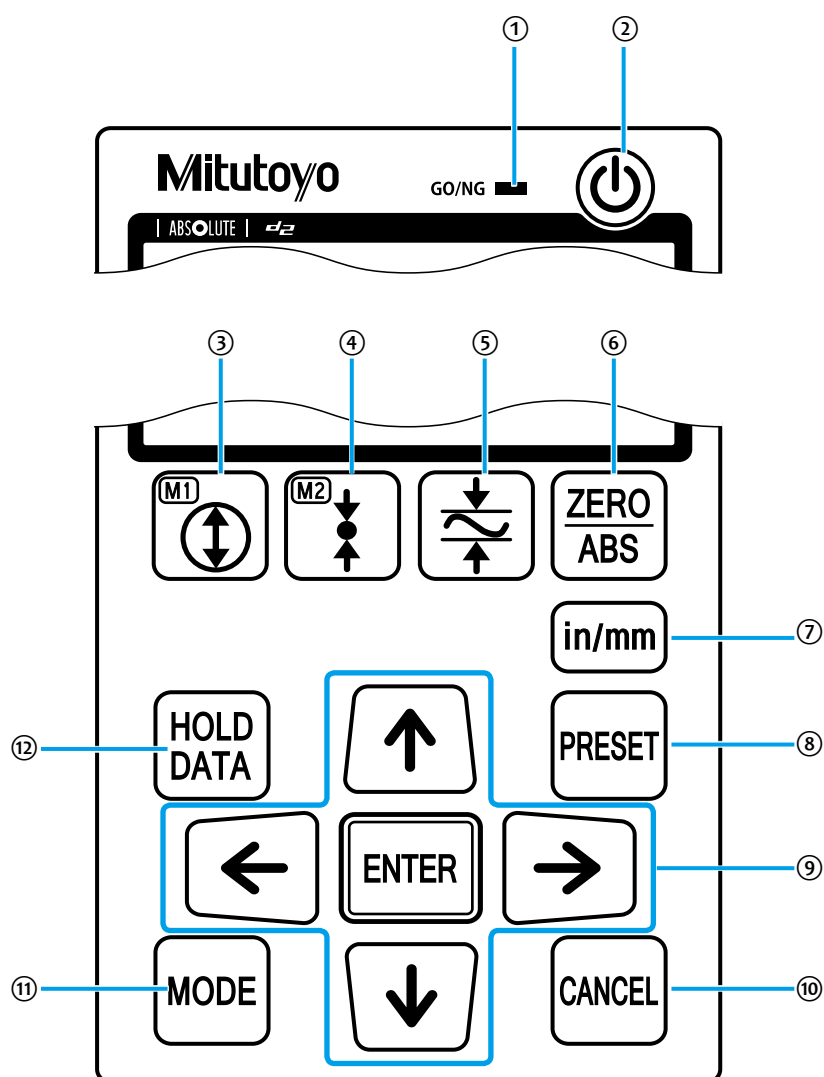 ① ②
Mitutoyo
GO/NG
ABSOLUTE d2
③ ④ ⑤ ⑥
M1 M2 ZERO
ABS
in/mm ⑦
⑫ HOLD
DATA
PRESET ⑧
ENTER ⑨
⑪ MODE CANCEL ⑩